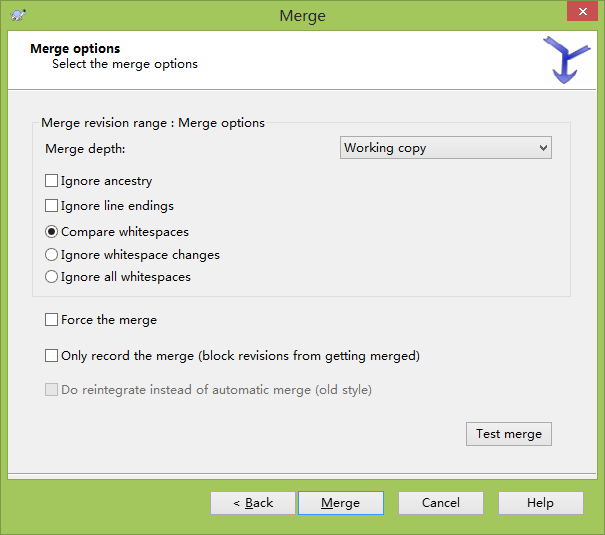 Merge
Merge options
Select the merge options
Merge revision range : Merge options
Merge depth:
Working copy
Ignore ancestry
Ignore line endings
Compare whitespaces
Ignore whitespace changes
Ignore all whitespaces
Force the merge
Only record the merge (block revisions from getting merged)
Do reintegrate instead of automatic merge (old style)
Test merge
< Back
Merge
Cancel
Help